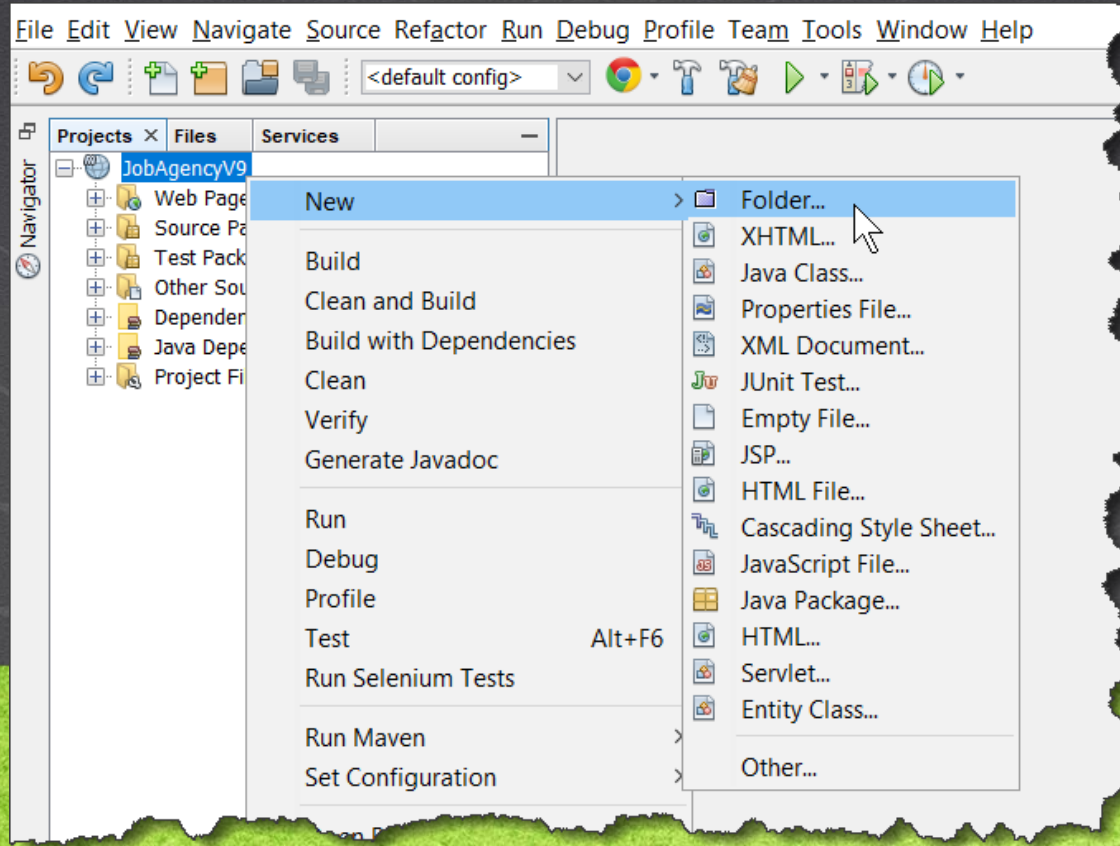 File Edit View Navigate Source Refactor Run Debug Profile Team Tools Window Help
<default config>
Projects Files Services
Navigator
JobAgencyV9
Web Page
Source Pa
Test Pack
Other Sou
Depender
Java Depe
Project Fi
New
Build
Clean and Build
Build with Dependencies
Clean
Verify
Generate Javadoc
Run
Debug
Profile
Test Alt+F6
Run Selenium Tests
Run Maven
Set Configuration
Folder...
XHTML...
Java Class...
Properties File...
XML Document...
JUnit Test...
Empty File...
JSP...
HTML File...
Cascading Style Sheet...
JavaScript File...
Java Package...
HTML...
Servlet...
Entity Class...
Other...